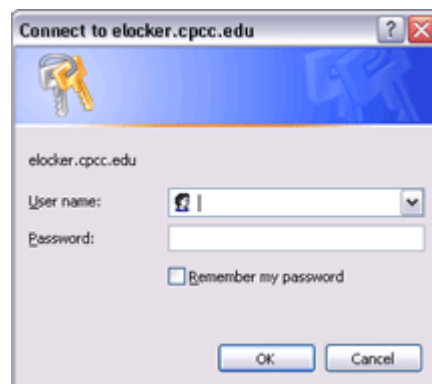 Connect to elocker.cpcc.edu
elocker.cpcc.edu
User name:
Password:
Remember my password
OK
Cancel